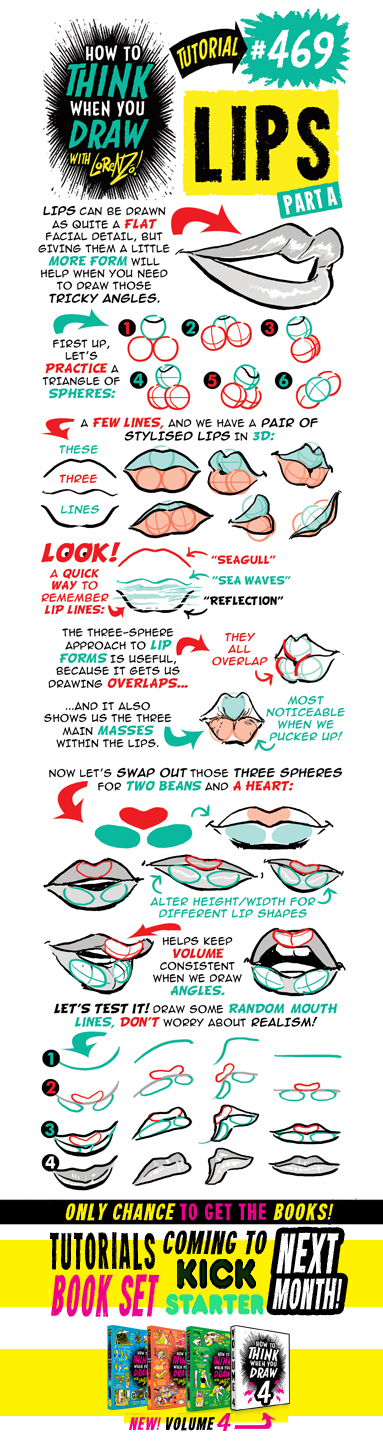 HOW TO
THINK
WHEN YOU
DRAW
WITH LORENZO!
TUTORIAL
#469
LIPS
PART A
LIPS CAN BE DRAWN
AS QUITE A FLAT
FACIAL DETAIL, BUT
GIVING THEM A LITTLE
MORE FORM WILL
HELP WHEN YOU NEED
TO DRAW THOSE
TRICKY ANGLES.
FIRST UP,
LET'S
PRACTICE A
TRIANGLE OF
SPHERES:
1 2 3
4 5 6
A FEW LINES, AND WE HAVE A PAIR OF
STYLISED LIPS IN 3D:
THESE
THREE
LINES
LOOK!
A QUICK
WAY TO
REMEMBER
LIP LINES:
"SEAGULL"
"SEA WAVES"
"REFLECTION"
THE THREE-SPHERE
APPROACH TO LIP
FORMS IS USEFUL,
BECAUSE IT GETS US
DRAWING OVERLAPS...
THEY
ALL
OVERLAP
...AND IT ALSO
SHOWS US THE THREE
MAIN MASSES
WITHIN THE LIPS.
MOST
NOTICEABLE
WHEN WE
PUCKER UP!
NOW LET'S SWAP OUT THOSE THREE SPHERES
FOR TWO BEANS AND A HEART:
ALTER HEIGHT/WIDTH FOR
DIFFERENT LIP SHAPES
HELPS KEEP
VOLUME
CONSISTENT
WHEN WE DRAW
ANGLES.
LET'S TEST IT! DRAW SOME RANDOM MOUTH
LINES, DON'T WORRY ABOUT REALISM!
1
2
3
4
ONLY CHANCE TO GET THE BOOKS!
TUTORIALS
BOOK SET
COMING TO
KICK
STARTER
NEXT
MONTH!
HOW TO
THINK
WHEN YOU
DRAW
4
NEW! VOLUME 4